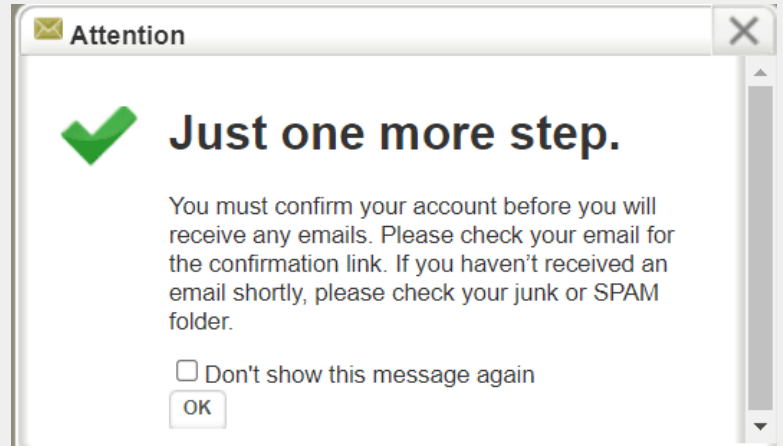 Attention
Just one more step.
You must confirm your account before you will
receive any emails. Please check your email for
the confirmation link. If you haven’t received an
email shortly, please check your junk or SPAM
folder.
Don't show this message again
OK